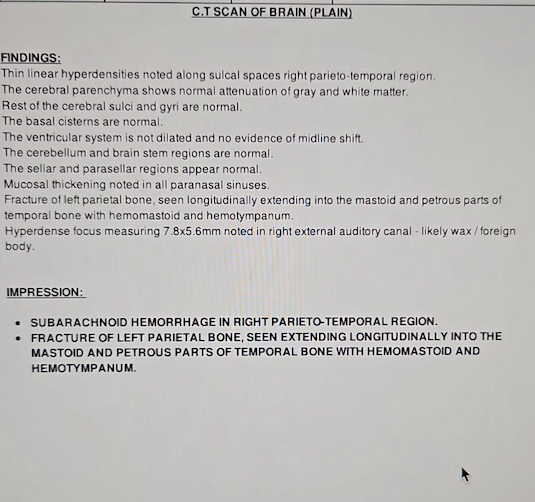 C.T SCAN OF BRAIN (PLAIN)
FINDINGS:
Thin linear hyperdensities noted along sulcal spaces right parieto-temporal region.
The cerebral parenchyma shows normal attenuation of gray and white matter.
Rest of the cerebral sulci and gyri are normal.
The basal cisterns are normal.
The ventricular system is not dilated and no evidence of midline shift.
The cerebellum and brain stem regions are normal.
The sellar and parasellar regions appear normal.
Mucosal thickening noted in all paranasal sinuses.
Fracture of left parietal bone, seen longitudinally extending into the mastoid and petrous parts of
temporal bone with hemomastoid and hemotympanum.
Hyperdense focus measuring 7.8x5.6mm noted in right external auditory canal - likely wax / foreign
body.
IMPRESSION:
• SUBARACHNOID HEMORRHAGE IN RIGHT PARIETO-TEMPORAL REGION.
• FRACTURE OF LEFT PARIETAL BONE, SEEN EXTENDING LONGITUDINALLY INTO THE
MASTOID AND PETROUS PARTS OF TEMPORAL BONE WITH HEMOMASTOID AND
HEMOTYMPANUM.